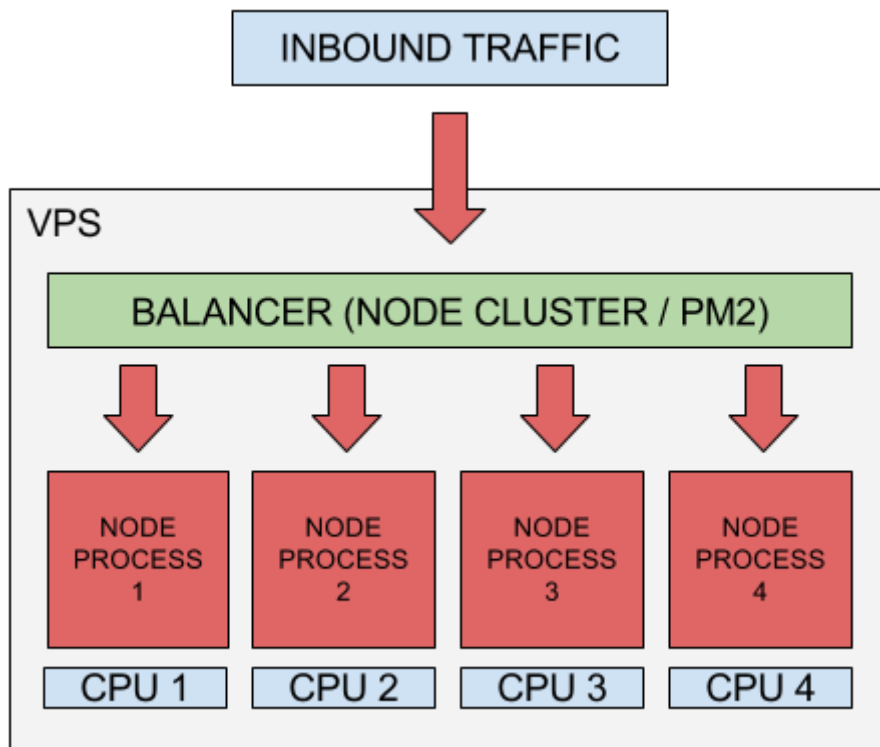 INBOUND TRAFFIC
VPS
BALANCER (NODE CLUSTER / PM2)
NODE
PROCESS
1
NODE
PROCESS
2
NODE
PROCESS
3
NODE
PROCESS
4
CPU 1
CPU 2
CPU 3
CPU 4